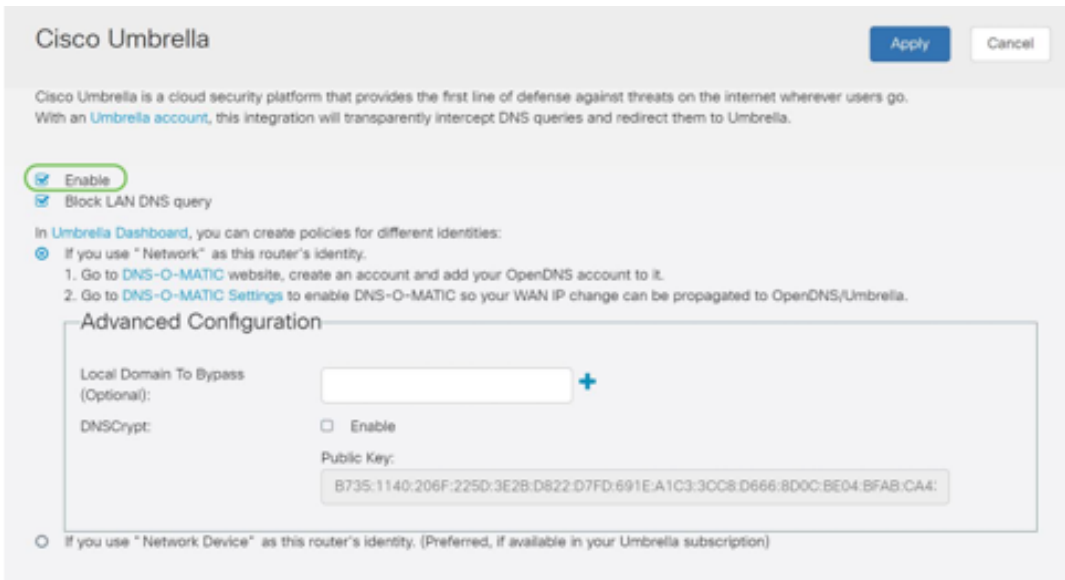 Cisco Umbrella
Apply
Cancel
Cisco Umbrella is a cloud security platform that provides the first line of defense against threats on the internet wherever users go.
With an Umbrella account, this integration will transparently intercept DNS queries and redirect them to Umbrella.
Enable
Block LAN DNS query
In Umbrella Dashboard, you can create policies for different identities:
If you use "Network" as this router's identity.
1. Go to DNS-O-MATIC website, create an account and add your OpenDNS account to it.
2. Go to DNS-O-MATIC Settings to enable DNS-O-MATIC so your WAN IP change can be propagated to OpenDNS/Umbrella.
Advanced Configuration
Local Domain To Bypass
(Optional):
DNSCrypt:
Enable
Public Key:
B735:1140:206F:225D:3E2B:D822:D7FD:691E:A1C3:3CC8:D666:8D0C:BE04:BFAB:CA4
If you use "Network Device" as this router's identity. (Preferred, if available in your Umbrella subscription)